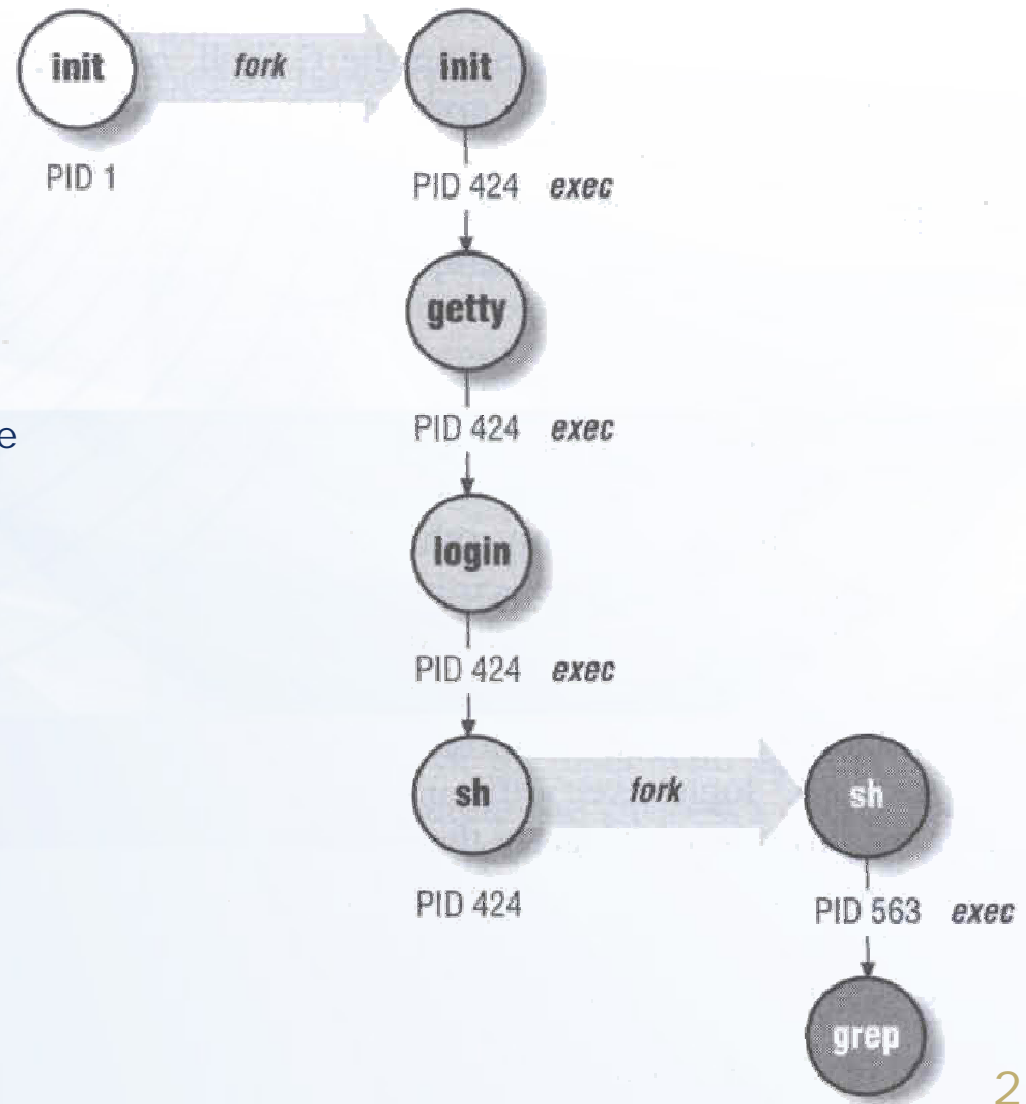 init fork init
PID 1
PID 424 exec
getty
e
PID 424 exec
login
PID 424 exec
sh fork sh
PID 424
PID 563 exec
grep
2